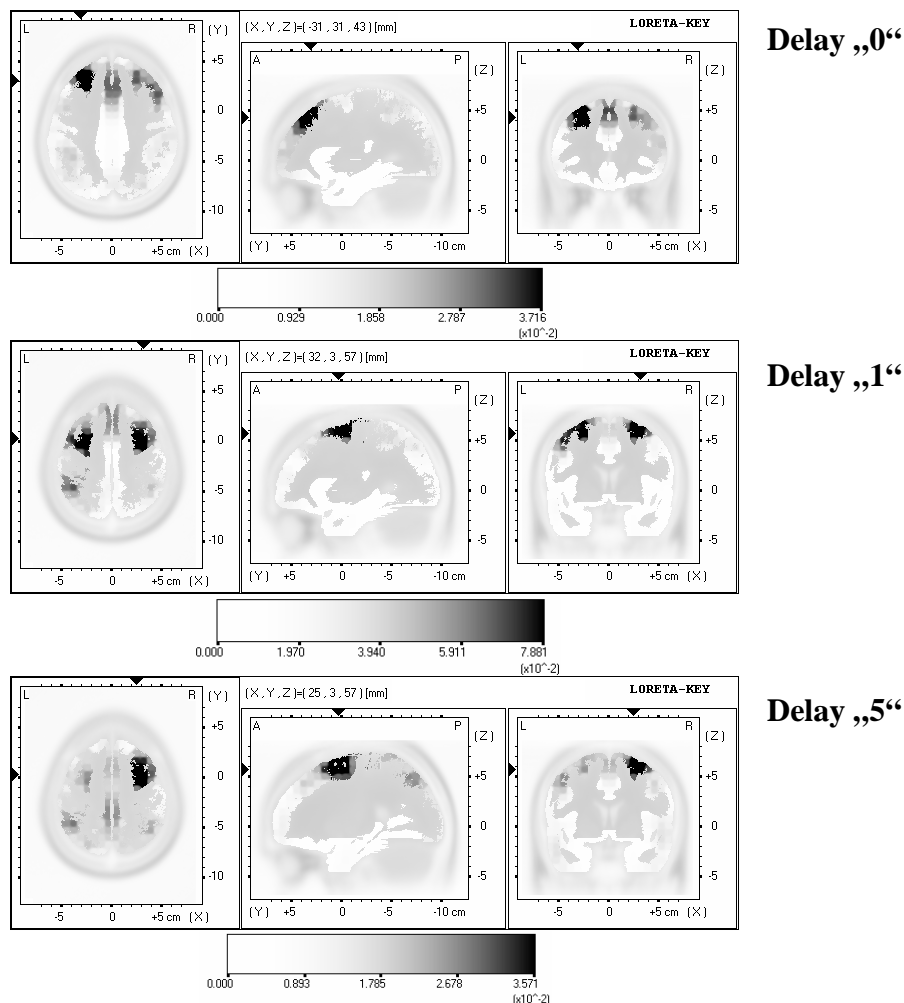 L R (Y) (X,Y,Z)=(-31,31,43)[mm] LORETA-KEY Delay „0“
A P (Z) L R (Z)
+5 0 -5 -10
+5 0 -5
+5 0 -5
-5 0 +5 cm (X) (Y) +5 0 -5 -10 cm -5 0 +5 cm (X)
0.000 0.929 1.858 2.787 3.716
(x10^-2)
L R (Y) (X,Y,Z)=(32,3,57)[mm] LORETA-KEY Delay „1“
A P (Z) L R (Z)
+5 0 -5 -10
+5 0 -5
+5 0 -5
-5 0 +5 cm (X) (Y) +5 0 -5 -10 cm -5 0 +5 cm (X)
0.000 1.970 3.940 5.911 7.881
(x10^-2)
L R (Y) (X,Y,Z)=(25,3,57)[mm] LORETA-KEY Delay „5“
A P (Z) L R (Z)
+5 0 -5 -10
+5 0 -5
+5 0 -5
-5 0 +5 cm (X) (Y) +5 0 -5 -10 cm -5 0 +5 cm (X)
0.000 0.893 1.785 2.678 3.571
(x10^-2)